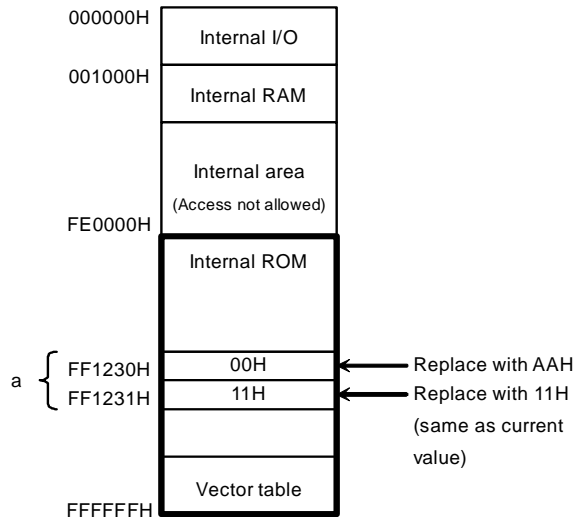 000000H
Internal I/O
001000H
Internal RAM
Internal area
(Access not allowed)
FE0000H
Internal ROM
a
FF1230H
00H
Replace with AAH
FF1231H
11H
Replace with 11H
(same as current
value)
Vector table
FFFFFFH